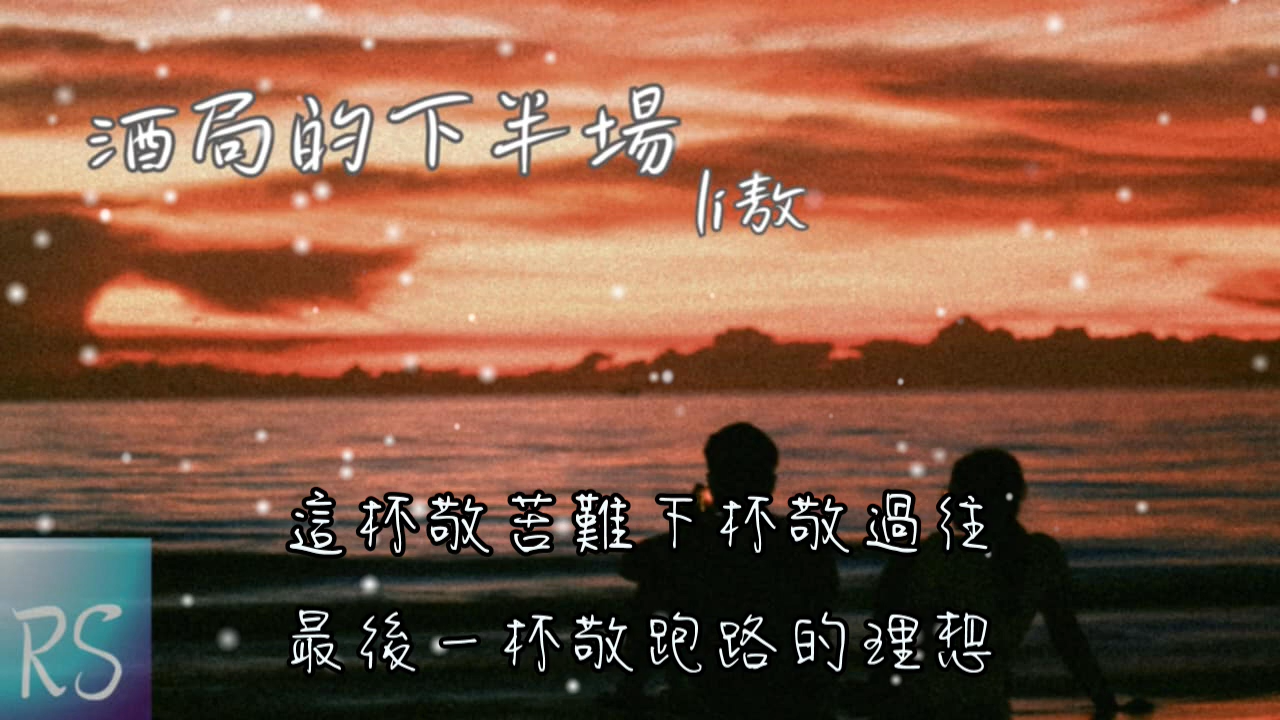 酒局的下半場
li敖
這杯敬苦難下杯敬過往
最後一杯敬跑路的理想
RS